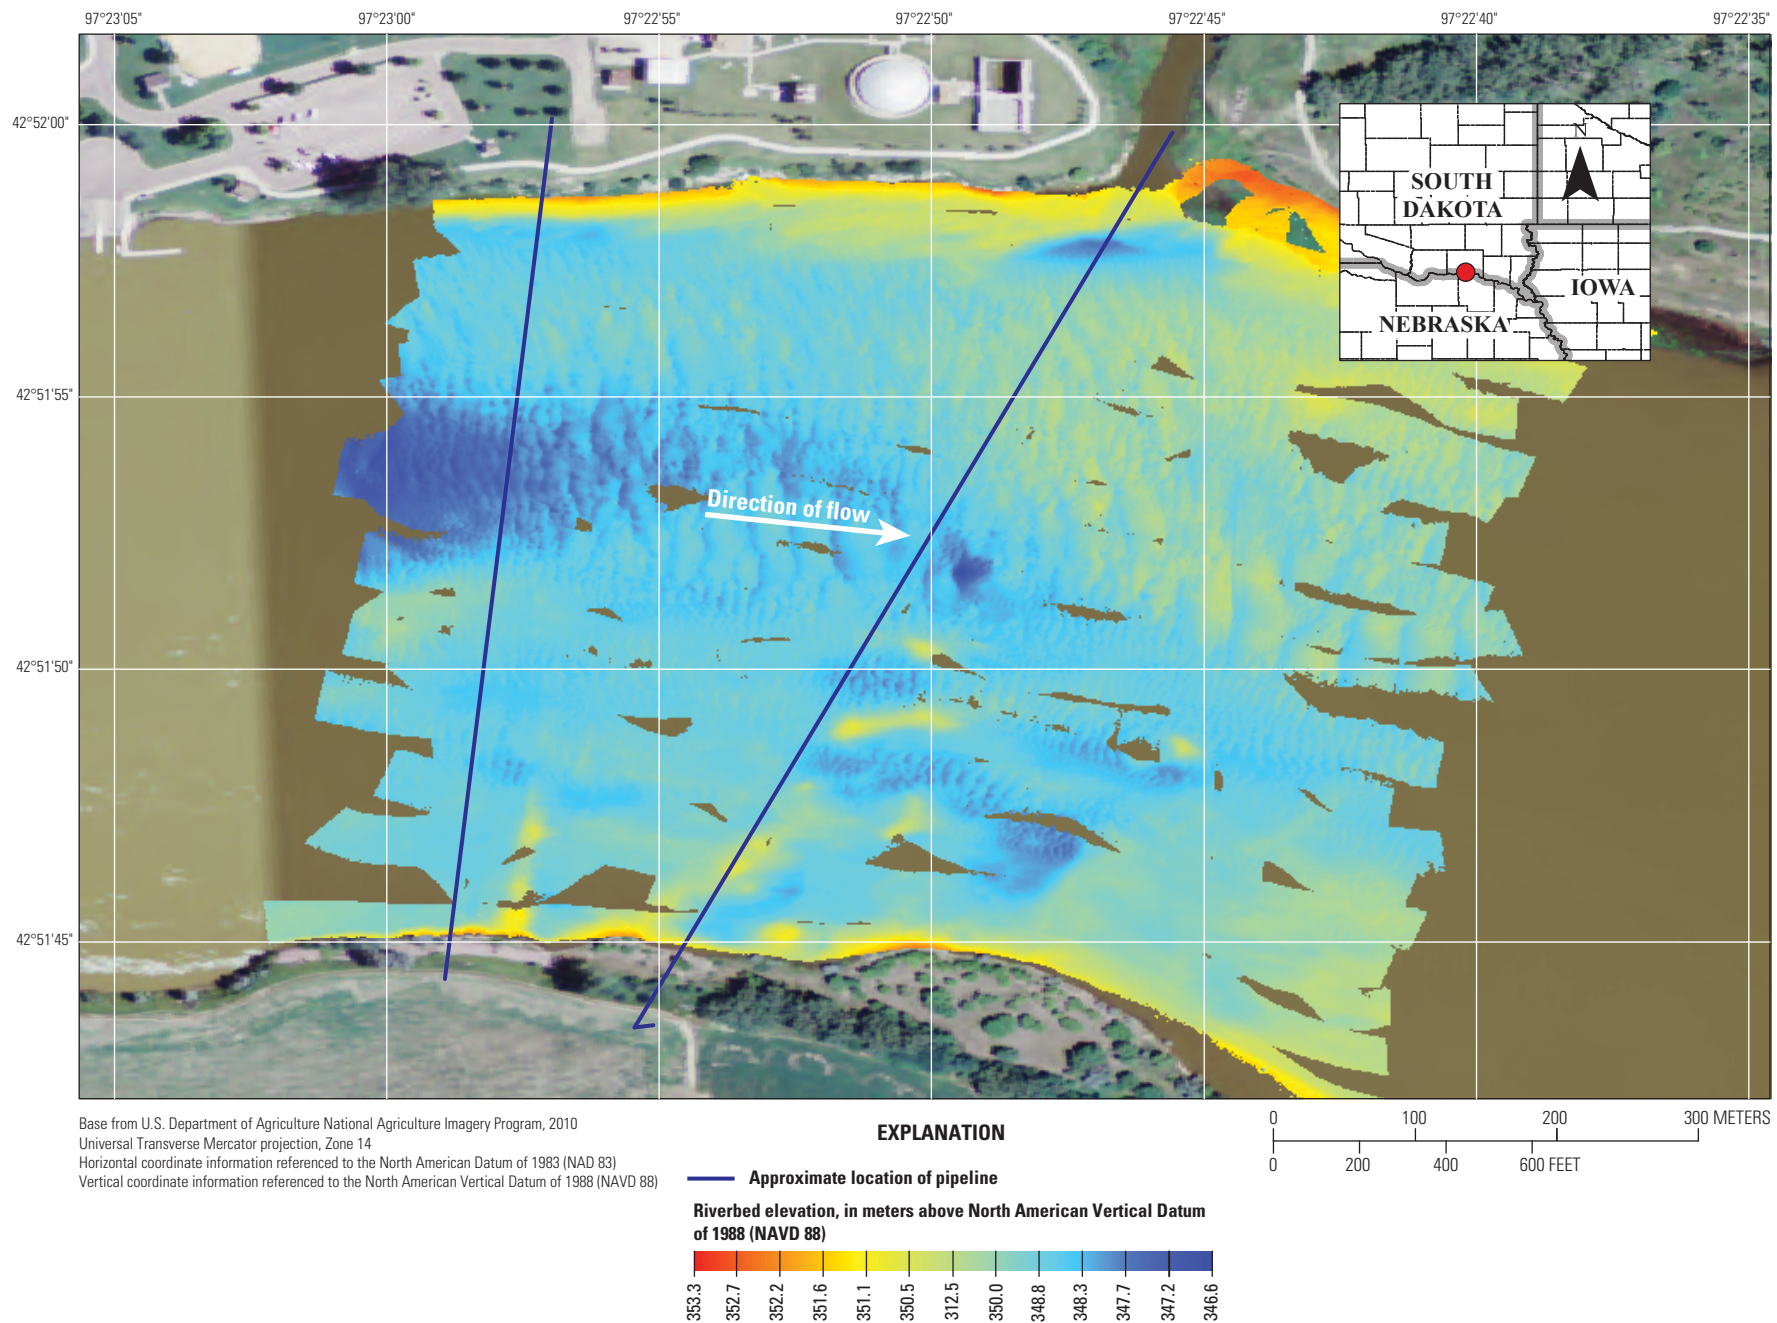 97°23'05" 97°23'00" 97°22'55" 97°22'50" 97°22'45" 97°22'40" 97°22'35"
42°52'00"
42°51'55"
42°51'50"
42°51'45"
N
SOUTH
DAKOTA
IOWA
NEBRASKA
Direction of flow
Base from U.S. Department of Agriculture National Agriculture Imagery Program, 2010
Universal Transverse Mercator projection, Zone 14
Horizontal coordinate information referenced to the North American Datum of 1983 (NAD 83)
Vertical coordinate information referenced to the North American Vertical Datum of 1988 (NAVD 88)
EXPLANATION
Approximate location of pipeline
Riverbed elevation, in meters above North American Vertical Datum
of 1988 (NAVD 88)
353.3 352.7 352.2 351.6 351.1 350.5 312.5 350.0 348.8 348.3 347.7 347.2 346.6
0 100 200 300 METERS
0 200 400 600 FEET